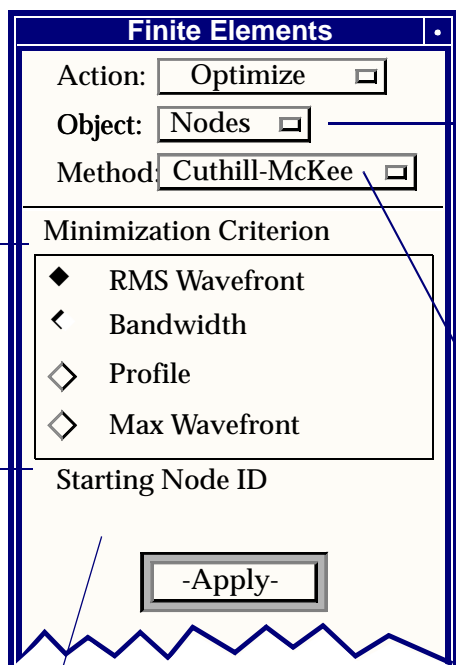 Finite Elements
Action: Optimize
Object: Nodes
Method: Cuthill-McKee
Minimization Criterion
RMS Wavefront
Bandwidth
Profile
Max Wavefront
Starting Node ID
-Apply-